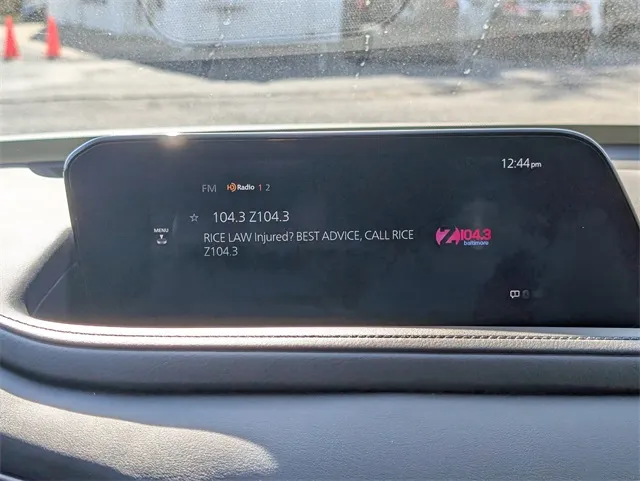 12:44pm
FM HD Radio 1 2
104.3 Z104.3
MENU
RICE LAW Injured? BEST ADVICE, CALL RICE
Z104.3
Z104.3
baltimore